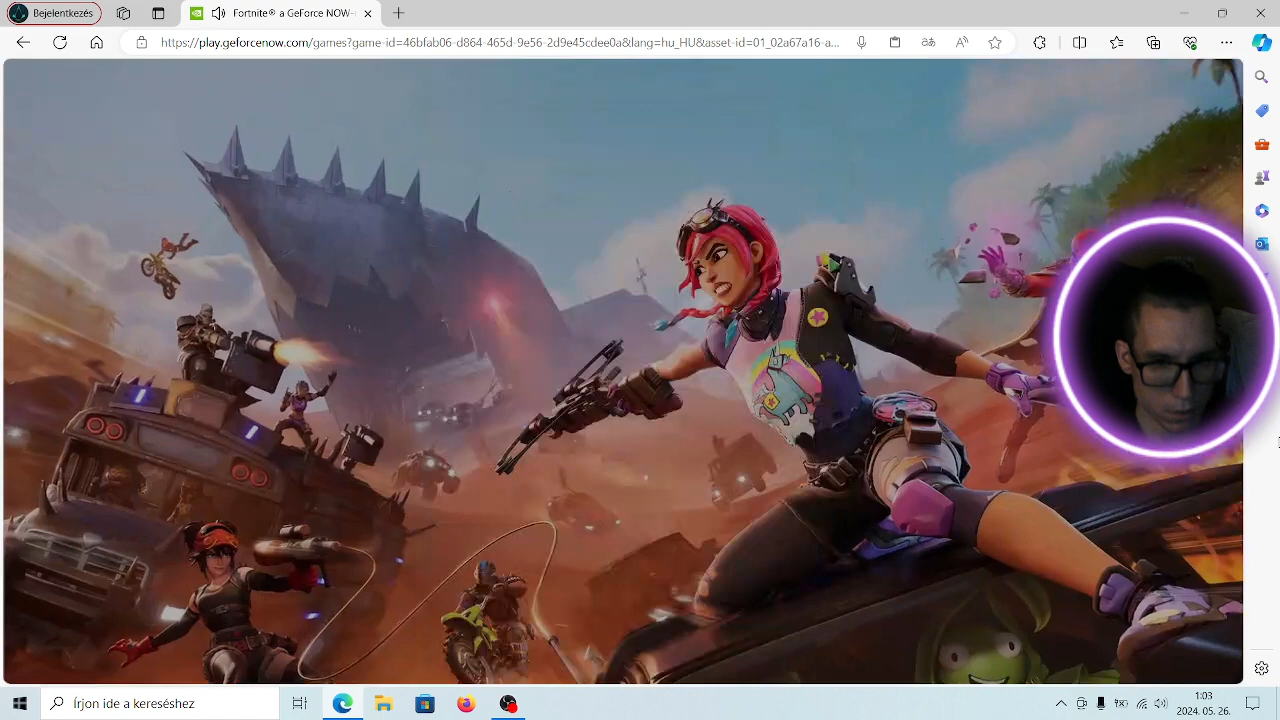 Bejelentkezés
Fortnite® a GeForce NOW-
https://play.geforcenow.com/games?game-id=46bfab06-d864-465d-9e56-2d9e45cdee0a&lang=hu_HU&asset-id=01_02a67a16-a...
Írjon ide a kereséshez
1:03
2024. 05. 26.